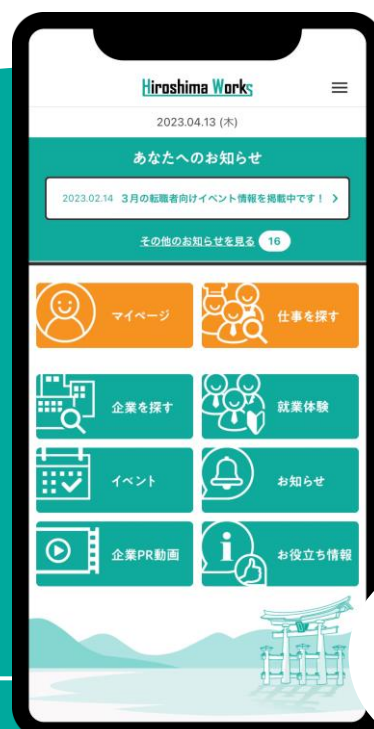 Hiroshima Works
2023.04.13 (木)
あなたへのお知らせ
2023.02.14 3月の転職者向けイベント情報を掲載中です！
その他のお知らせを見る 16
マイページ
仕事を探す
企業を探す
就業体験
イベント
お知らせ
企業PR動画
お役立ち情報